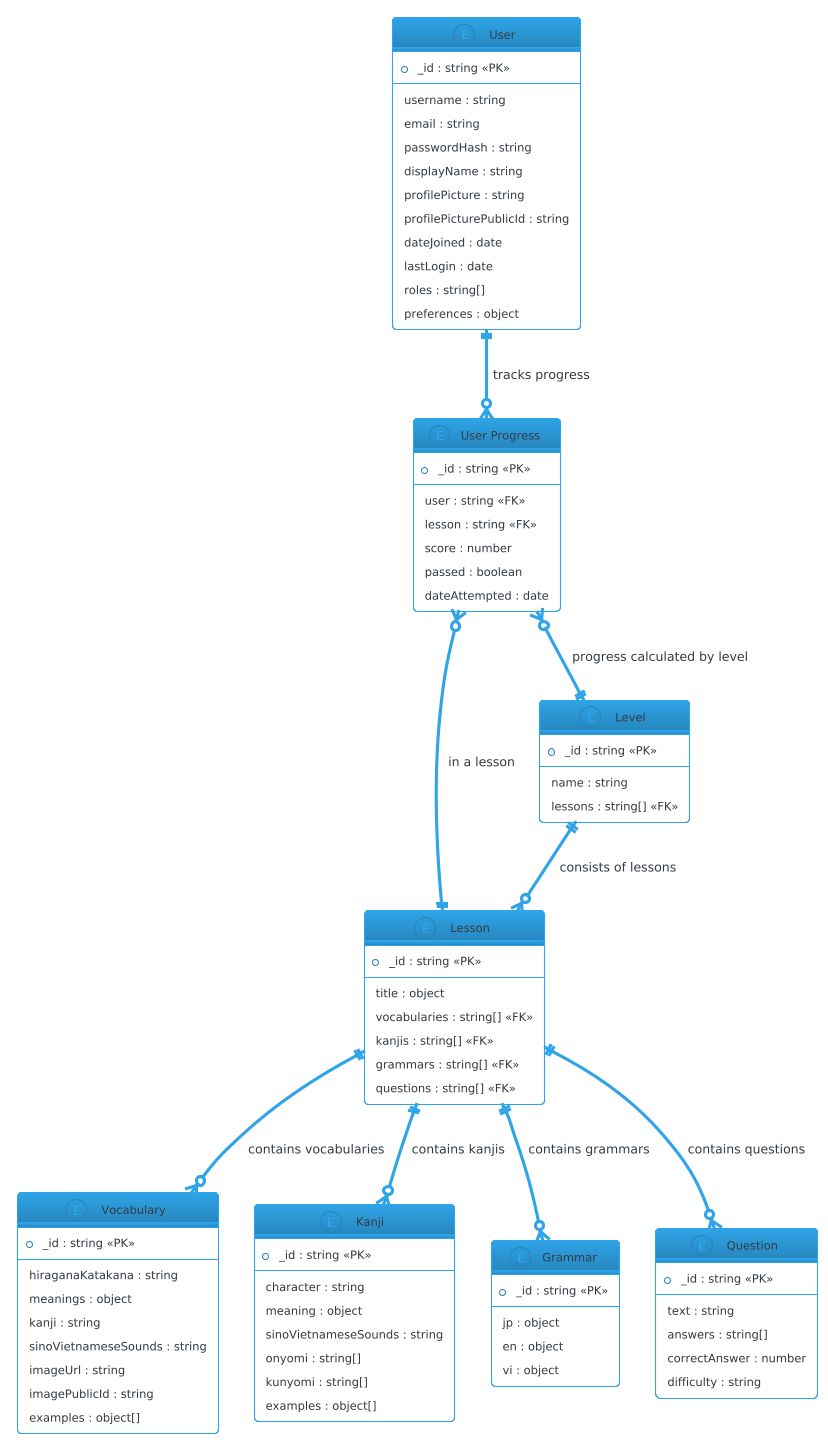 E User
_id : string «PK»
username : string
email : string
passwordHash : string
displayName : string
profilePicture : string
profilePicturePublicId : string
dateJoined : date
lastLogin : date
roles : string[]
preferences : object
tracks progress
E User Progress
_id : string «PK»
user : string «FK»
lesson : string «FK»
score : number
passed : boolean
dateAttempted : date
progress calculated by level
E Level
_id : string «PK»
name : string
lessons : string[] «FK»
in a lesson
consists of lessons
E Lesson
_id : string «PK»
title : object
vocabularies : string[] «FK»
kanjis : string[] «FK»
grammars : string[] «FK»
questions : string[] «FK»
contains vocabularies
contains kanjis
contains grammars
contains questions
E Vocabulary
_id : string «PK»
hiraganaKatakana : string
meanings : object
kanji : string
sinoVietnameseSounds : string
imageUrl : string
imagePublicId : string
examples : object[]
E Kanji
_id : string «PK»
character : string
meaning : object
sinoVietnameseSounds : string
onyomi : string[]
kunyomi : string[]
examples : object[]
E Grammar
_id : string «PK»
jp : object
en : object
vi : object
E Question
_id : string «PK»
text : string
answers : string[]
correctAnswer : number
difficulty : string